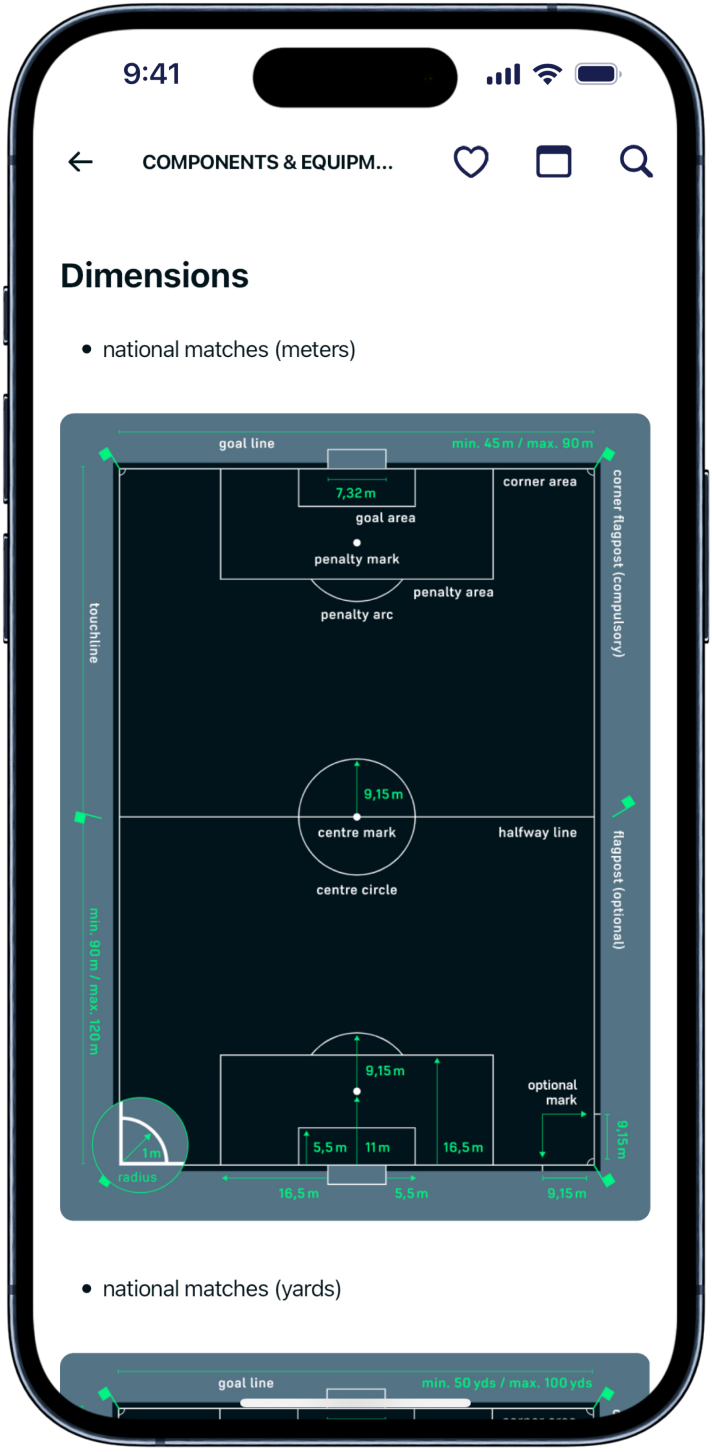 9:41
COMPONENTS & EQUIPM...
Dimensions
• national matches (meters)
goal line
min. 45 m / max. 90 m
7,32 m
corner area
goal area
penalty mark
penalty area
penalty arc
touchline
corner flagpost (compulsory)
9,15 m
centre mark
halfway line
centre circle
flagpost (optional)
min. 90 m / max. 120 m
9,15 m
optional
mark
5,5 m
11 m
16,5 m
9,15 m
1 m
radius
16,5 m
5,5 m
9,15 m
• national matches (yards)
goal line
min. 50 yds / max. 100 yds